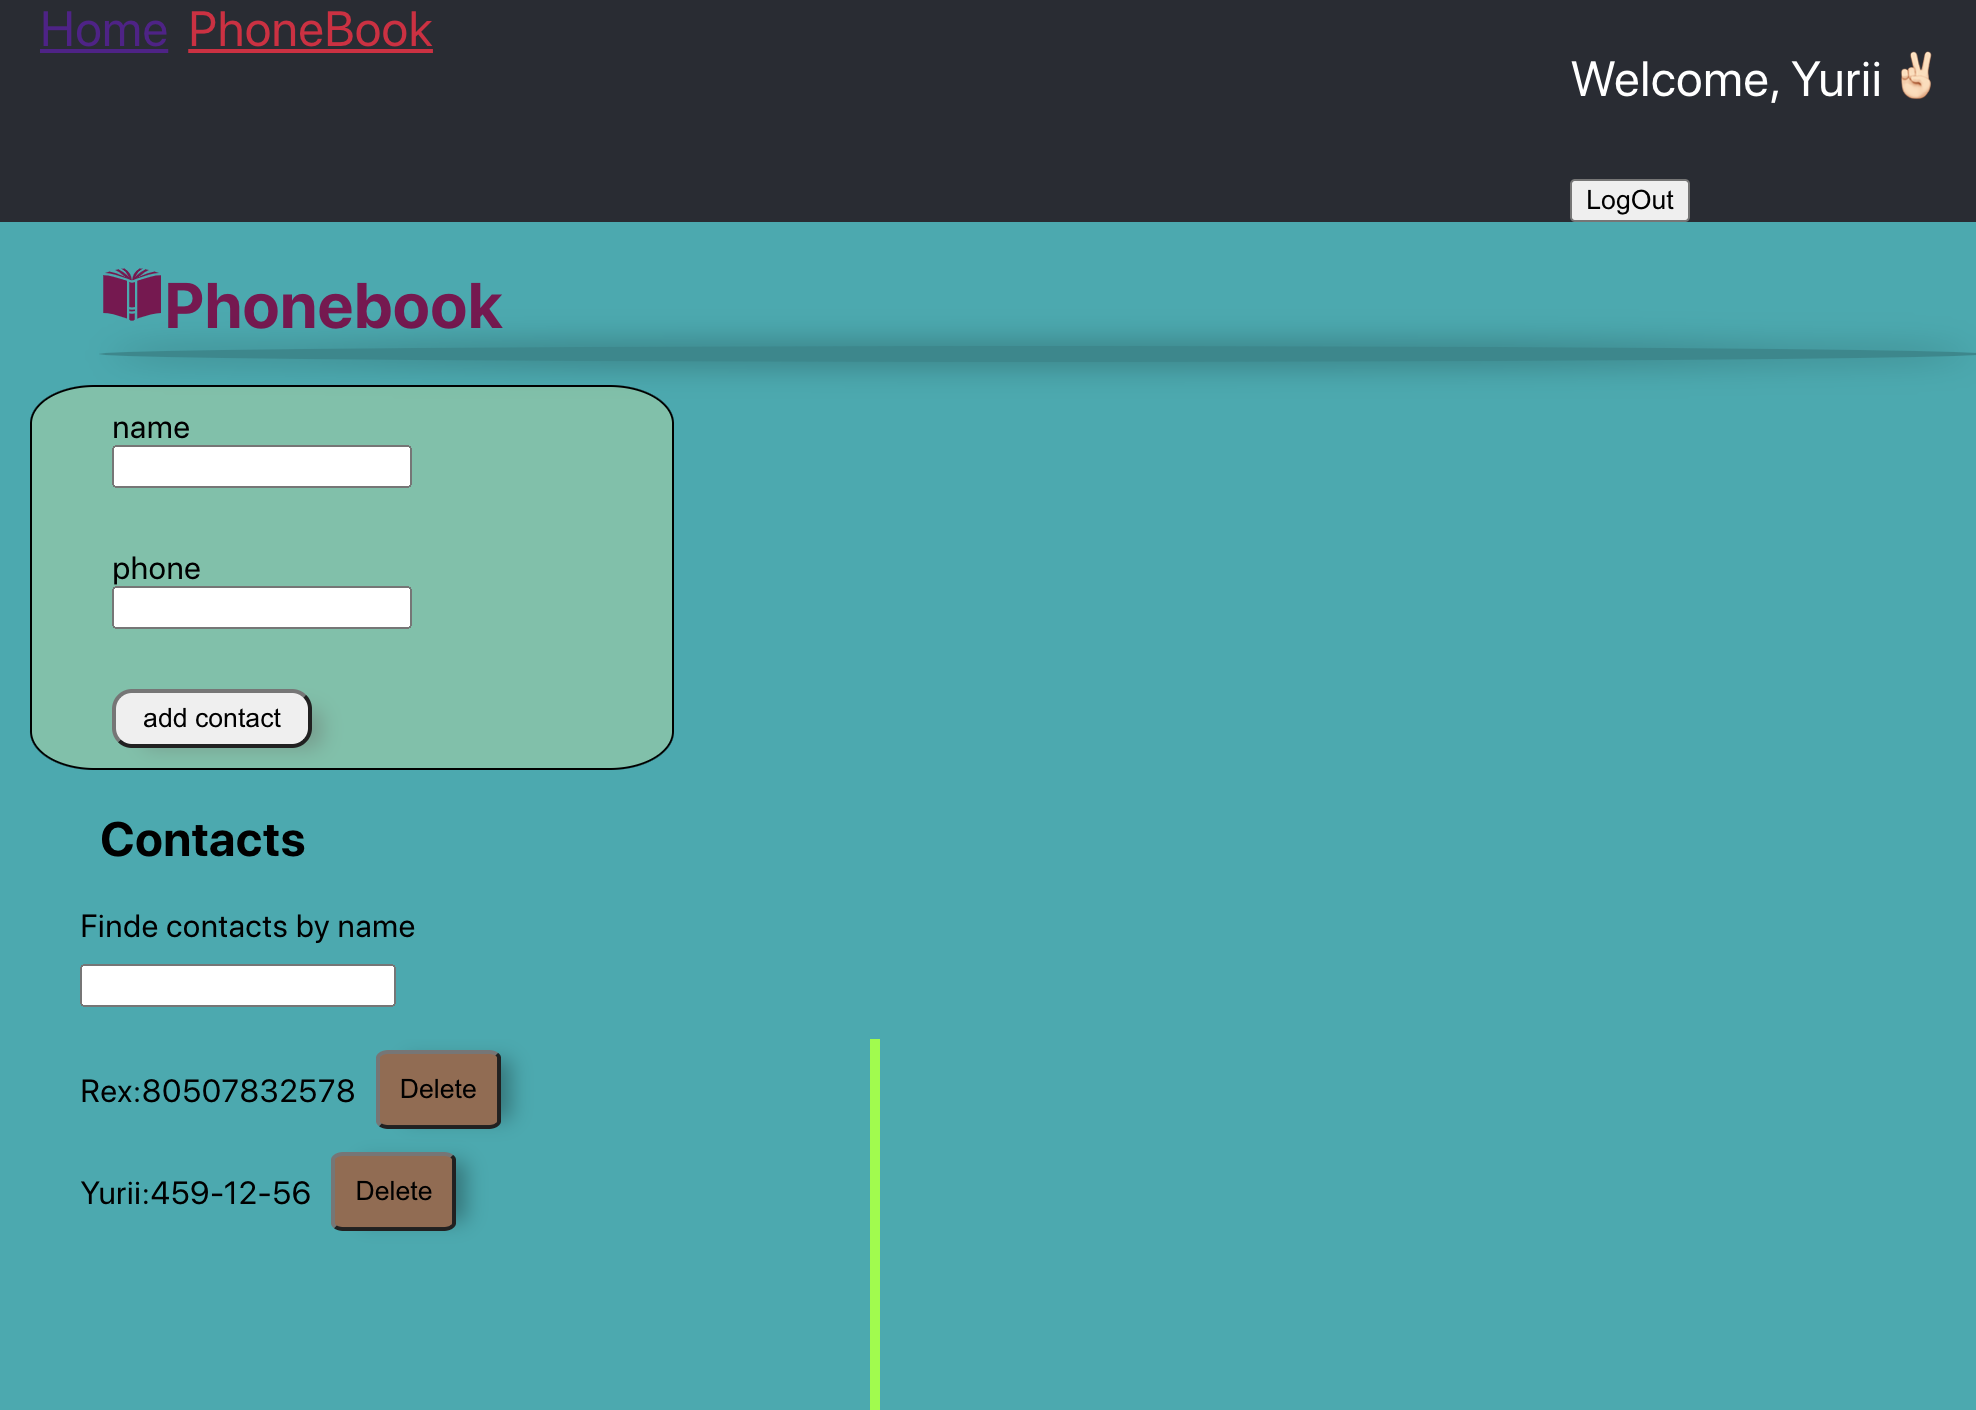 Home PhoneBook
Welcome, Yurii ✌🏻
LogOut
Phonebook
name
phone
add contact
Contacts
Finde contacts by name
Rex:80507832578 Delete
Yurii:459-12-56 Delete